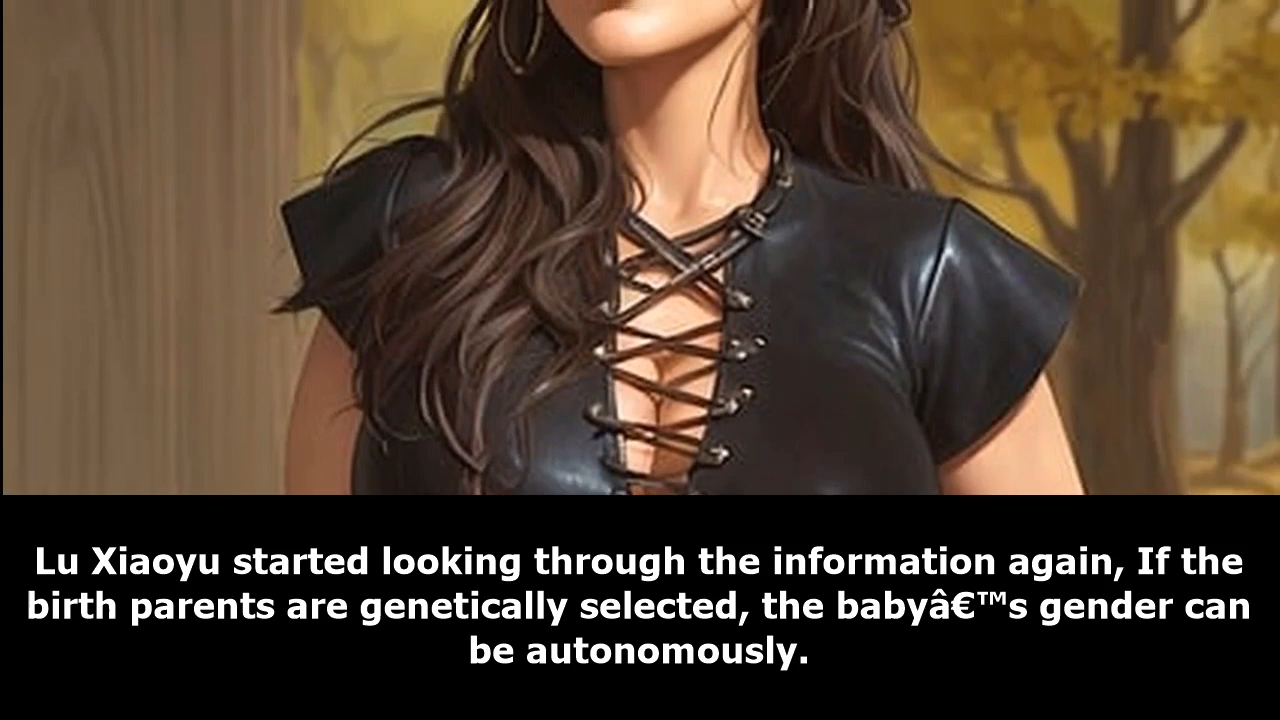 Lu Xiaoyu started looking through the information again, If the
birth parents are genetically selected, the babyâ€™s gender can
be autonomously.